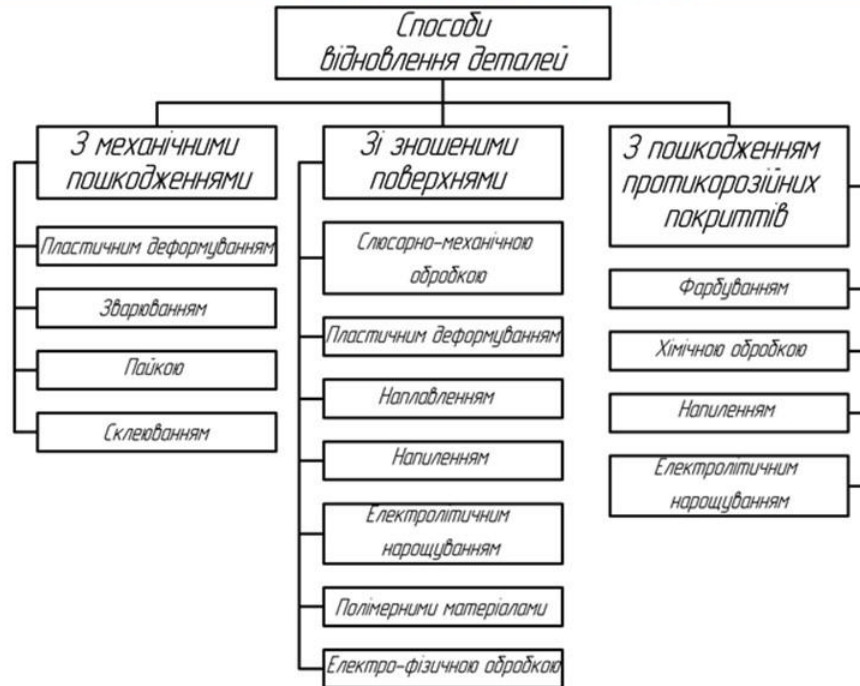 Способи
відновлення деталей
З механічними
пошкодженнями
Пластичним деформуванням
Зварюванням
Пайкою
Склеюванням
Зі зношеними
поверхнями
Слюсарно-механічною
обробкою
Пластичним деформуванням
Наплавленням
Напиленням
Електролітичним
нарощуванням
Полімерними матеріалами
Електро-фізичною обробкою
З пошкодженням
протикорозійних
покриттів
Фарбуванням
Хімічною обробкою
Напиленням
Електролітичним
нарощуванням